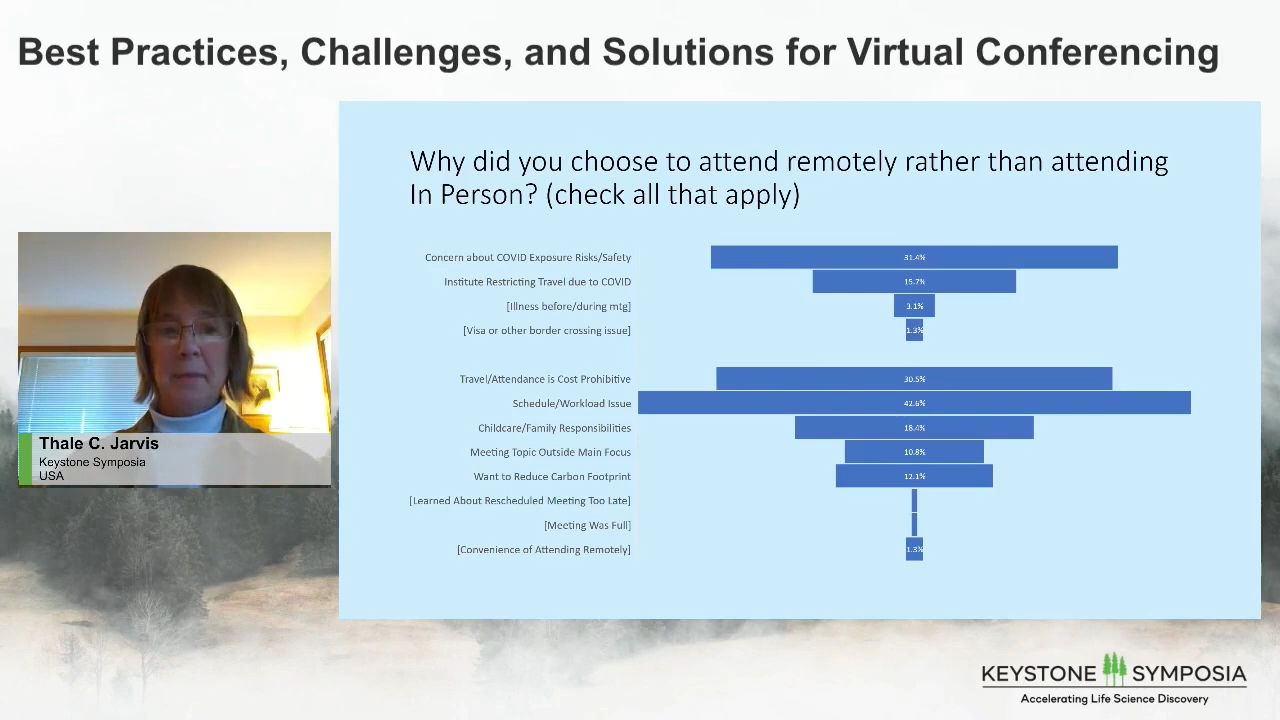 Best Practices, Challenges, and Solutions for Virtual Conferencing
Why did you choose to attend remotely rather than attending
In Person? (check all that apply)
Concern about COVID Exposure Risks/Safety
31.4%
Institute Restricting Travel due to COVID
15.7%
[Illness before/during mtg]
3.1%
[Visa or other border crossing issue]
1.3%
Travel/Attendance is Cost Prohibitive
30.5%
Schedule/Workload Issue
42.6%
Childcare/Family Responsibilities
18.4%
Meeting Topic Outside Main Focus
10.8%
Want to Reduce Carbon Footprint
12.1%
[Learned About Rescheduled Meeting Too Late]
[Meeting Was Full]
[Convenience of Attending Remotely]
1.3%
Thale C. Jarvis
Keystone Symposia
USA
KEYSTONE SYMPOSIA
Accelerating Life Science Discovery